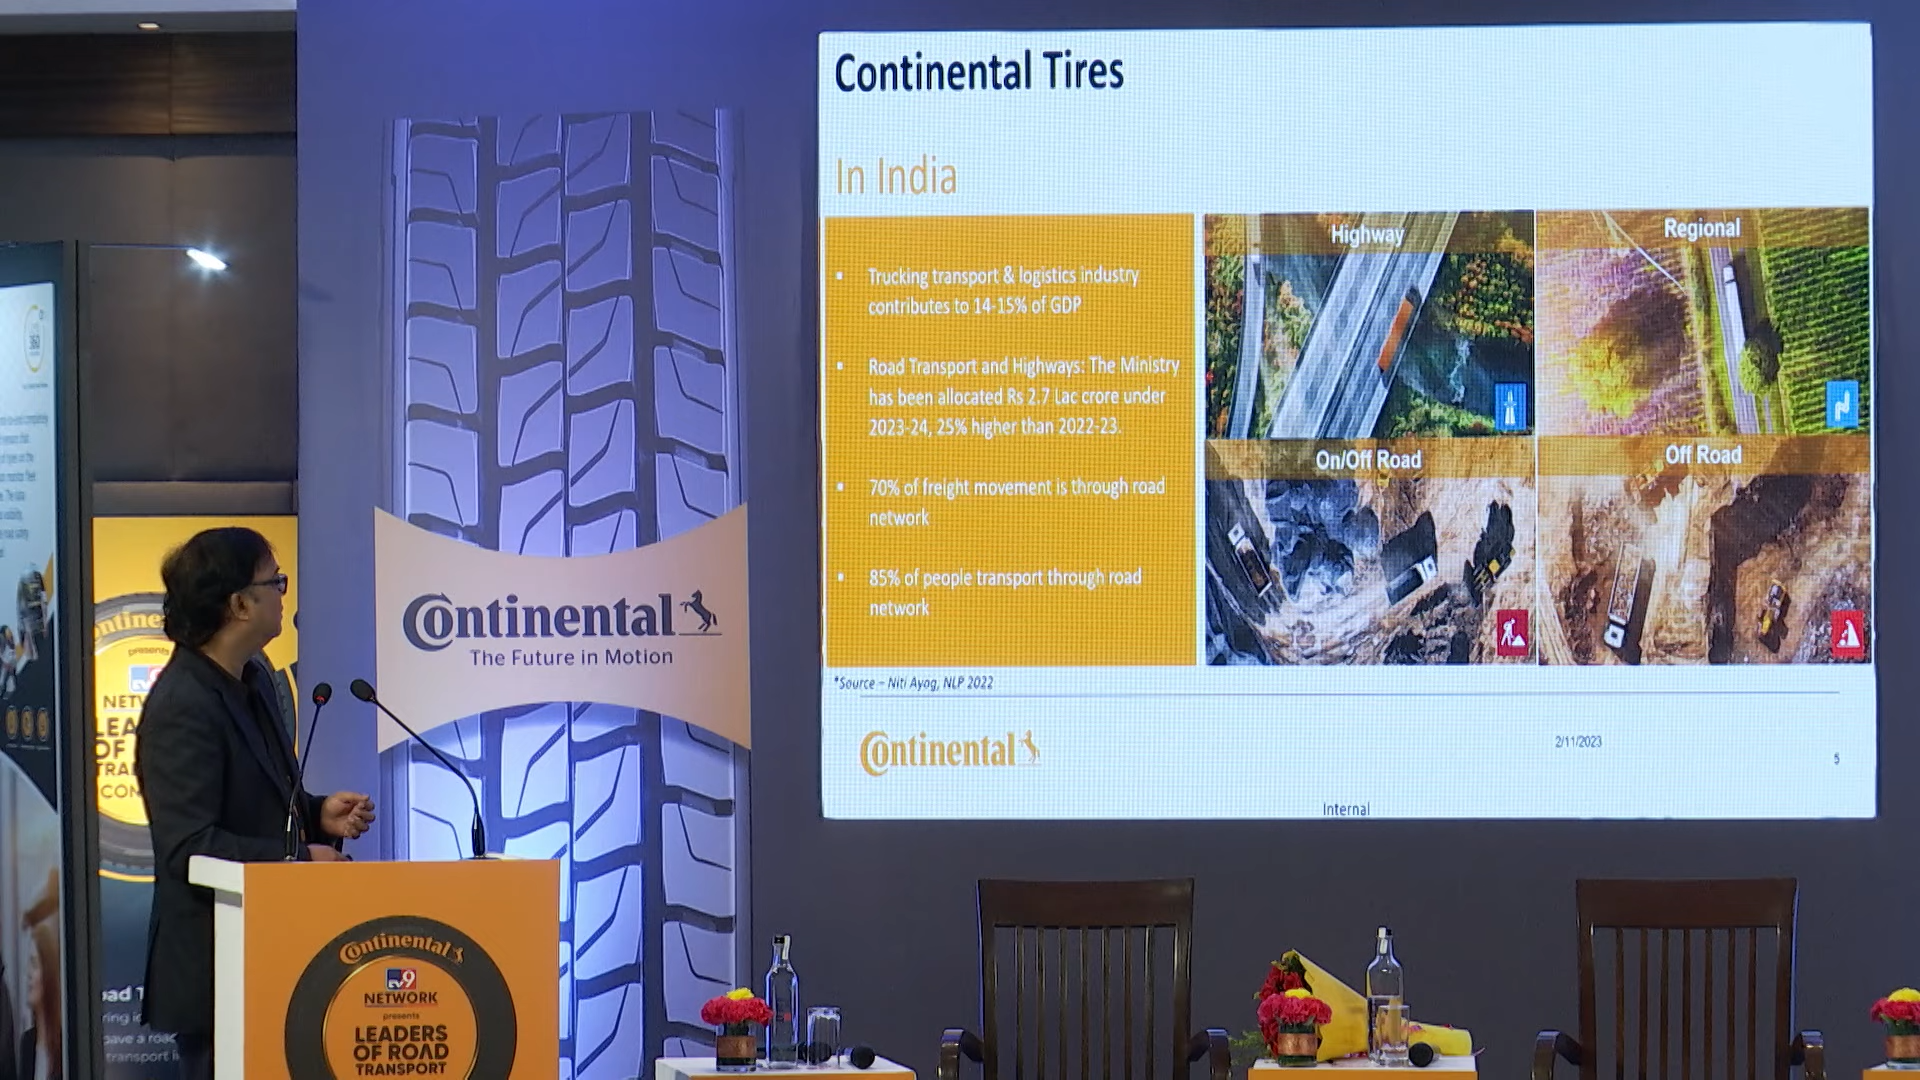 Continental Tires
In India
Trucking transport & logistics industry
contributes to 14-15% of GDP
Road Transport and Highways: The Ministry
has been allocated Rs 2.7 Lac crore under
2023-24, 25% higher than 2022-23.
70% of freight movement is through road
network
85% of people transport through road
network
Highway
Regional
On/Off Road
Off Road
*Source – Niti Ayog, NLP 2022
Continental
2/11/2023
5
Internal
Continental
The Future in Motion
Continental
TV9
NETWORK
presents
LEADERS
OF ROAD
TRANSPORT
presents
OF
360